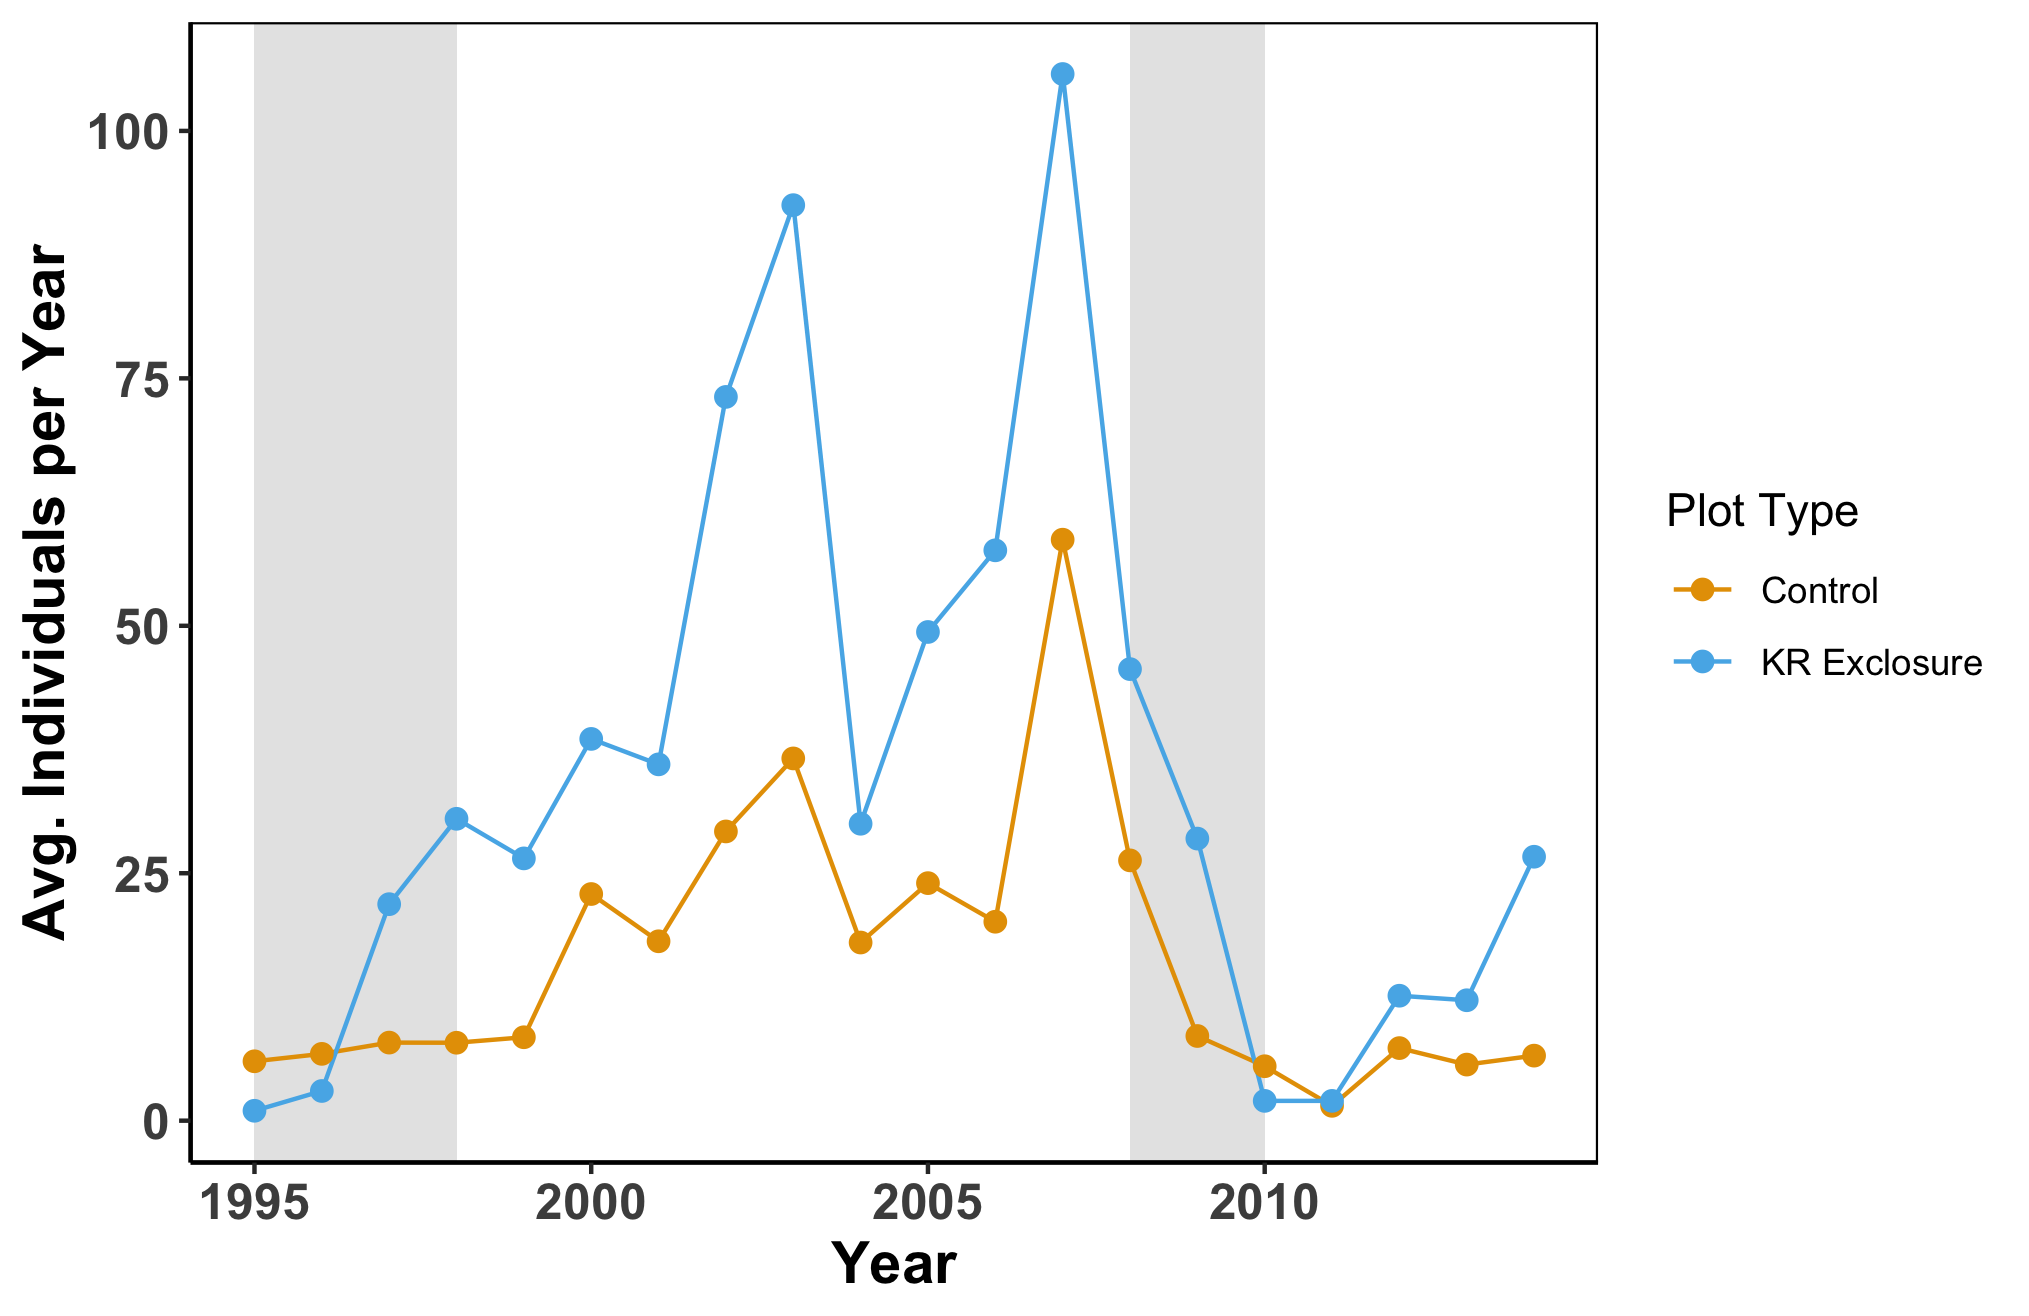 Avg. Individuals per Year
100
75
50
25
0
1995
2000
2005
2010
Year
Plot Type
Control
KR Exclosure